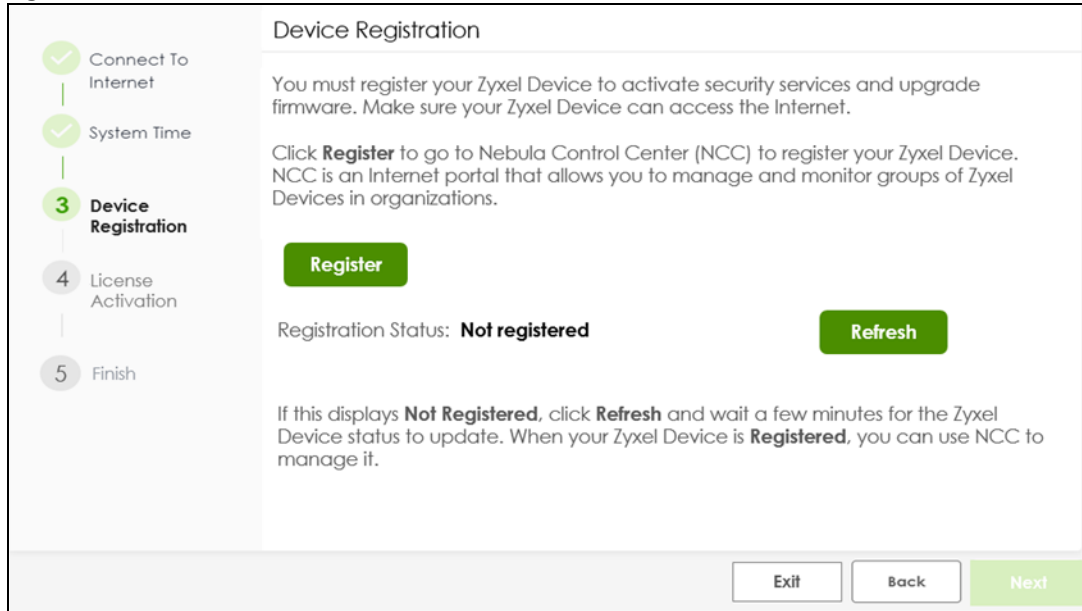 Device Registration
Connect To
Internet
System Time
3 Device
Registration
4 License
Activation
5 Finish
You must register your Zyxel Device to activate security services and upgrade
firmware. Make sure your Zyxel Device can access the Internet.
Click Register to go to Nebula Control Center (NCC) to register your Zyxel Device.
NCC is an Internet portal that allows you to manage and monitor groups of Zyxel
Devices in organizations.
Register
Registration Status: Not registered
Refresh
If this displays Not Registered, click Refresh and wait a few minutes for the Zyxel
Device status to update. When your Zyxel Device is Registered, you can use NCC to
manage it.
Exit
Back
Next